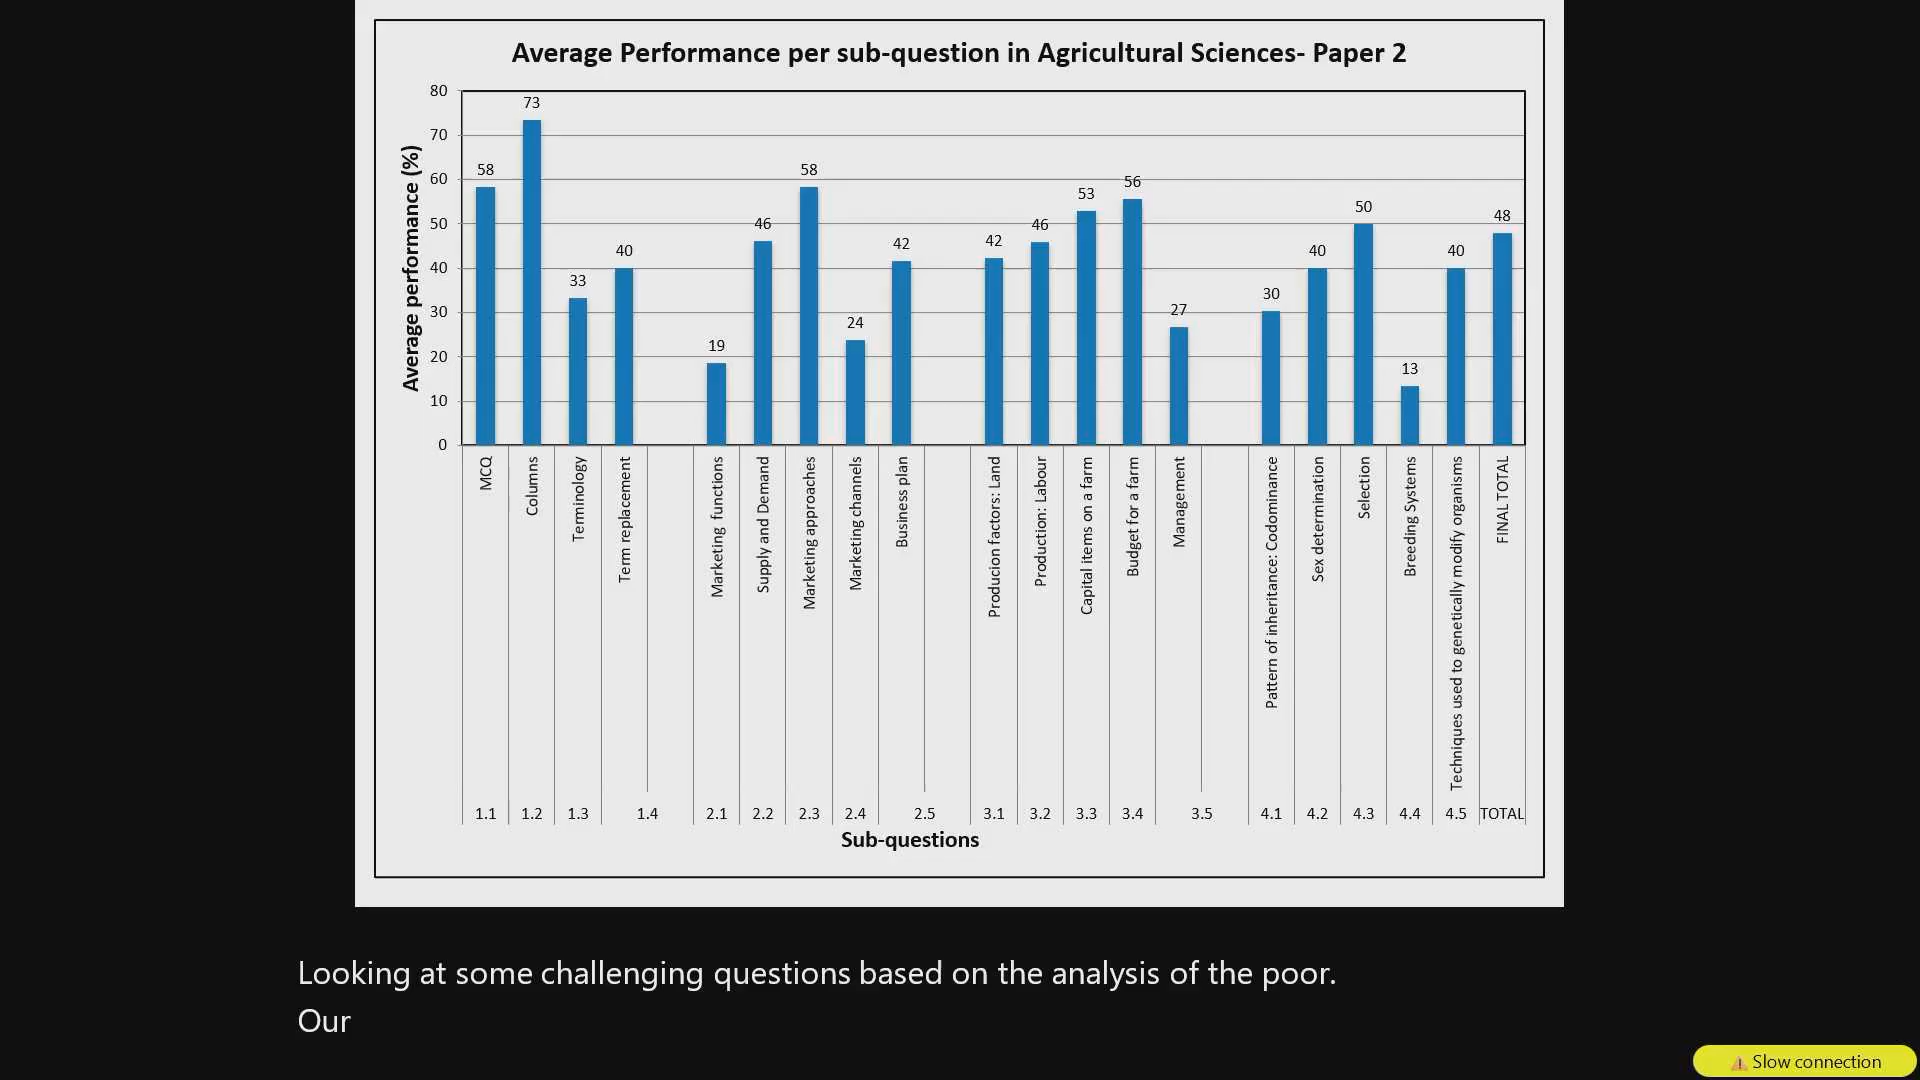 Average Performance per sub-question in Agricultural Sciences- Paper 2
Average performance (%)
80
70
60
50
40
30
20
10
0
58
73
33
40
19
46
58
24
42
42
46
53
56
27
30
40
50
13
40
48
MCQ
Columns
Terminology
Term replacement
Marketing functions
Supply and Demand
Marketing approaches
Marketing channels
Business plan
Producion factors: Land
Production: Labour
Capital items on a farm
Budget for a farm
Management
Pattern of inheritance: Codominance
Sex determination
Selection
Breeding Systems
Techniques used to genetically modify organisms
FINAL TOTAL
1.1 1.2 1.3 1.4 2.1 2.2 2.3 2.4 2.5 3.1 3.2 3.3 3.4 3.5 4.1 4.2 4.3 4.4 4.5 TOTAL
Sub-questions
Looking at some challenging questions based on the analysis of the poor.
Our
⚠ Slow connection